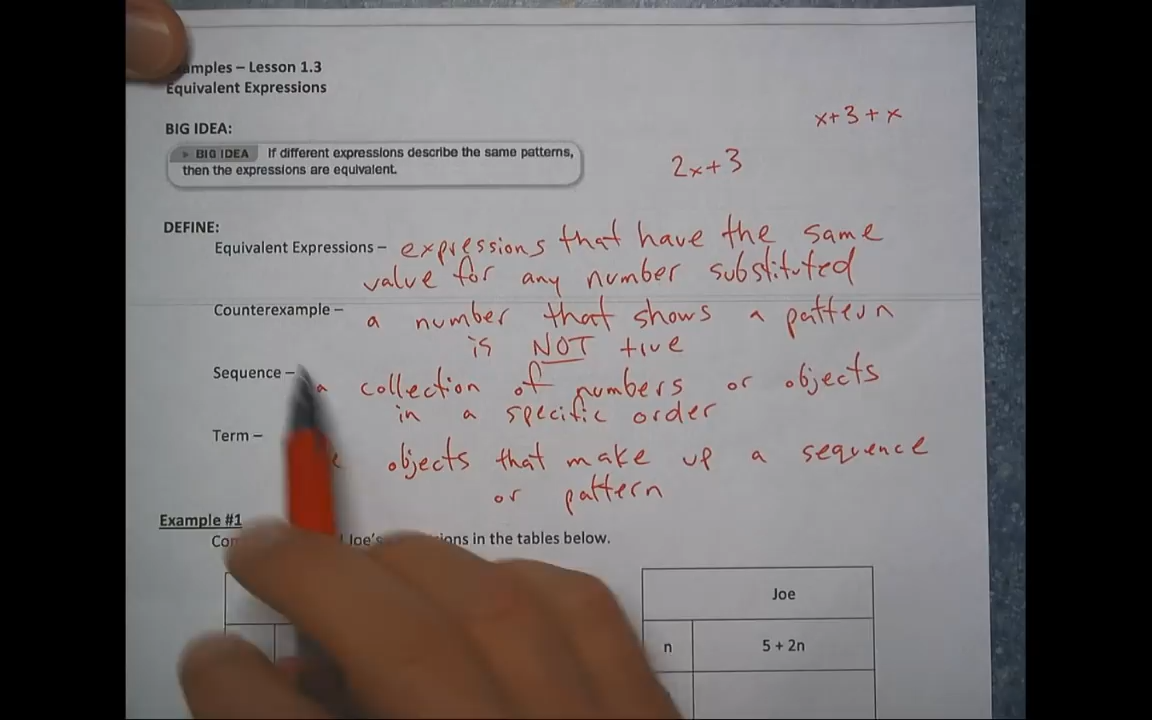 amples – Lesson 1.3
Equivalent Expressions
x+3+x
BIG IDEA:
▸ BIG IDEA If different expressions describe the same patterns,
then the expressions are equivalent.
2x+3
DEFINE:
Equivalent Expressions – expressions that have the same
value for any number substituted
Counterexample – a number that shows a pattern
is NOT true
Sequence – a collection of numbers or objects
in a specific order
Term – objects that make up a sequence
or pattern
Example #1
Joe's in the tables below.
Joe
n 5 + 2n